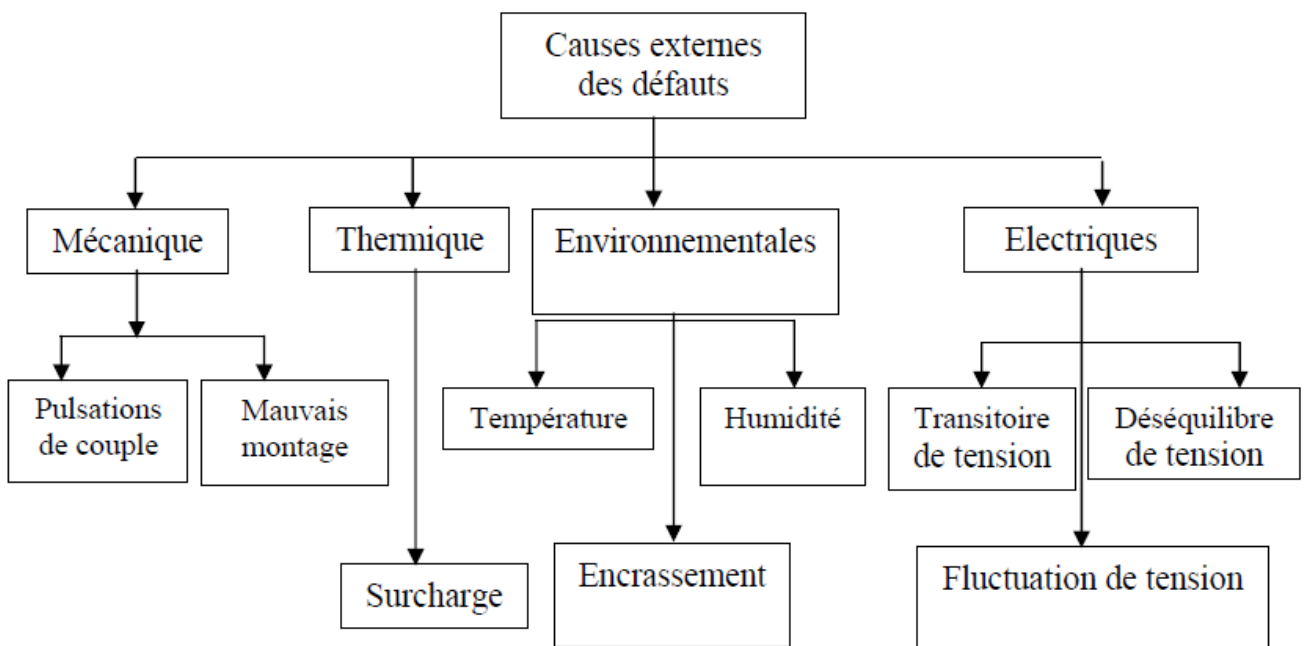 Causes externes
des défauts
Mécanique
Thermique
Environnementales
Electriques
Pulsations
de couple
Mauvais
montage
Température
Humidité
Transitoire
de tension
Déséquilibre
de tension
Surcharge
Encrassement
Fluctuation de tension